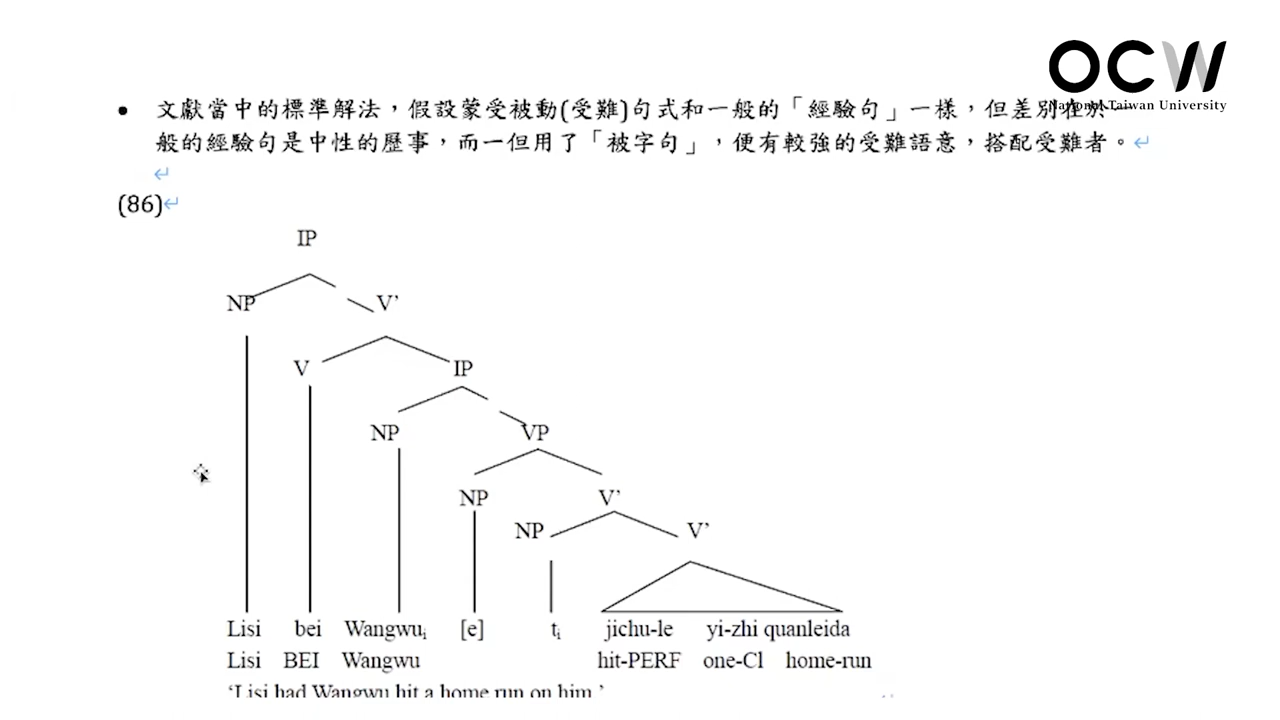 OCW
National Taiwan University
• 文獻當中的標準解法，假設蒙受被動(受難)句式和一般的「經驗句」一樣，但差別在於
般的經驗句是中性的歷事，而一但用了「被字句」，便有較強的受難語意，搭配受難者。
(86)
IP
NP V’
V IP
NP VP
NP V’
NP V’
Lisi bei Wangwuᵢ [e] tᵢ jichu-le yi-zhi quanleida
Lisi BEI Wangwu hit-PERF one-Cl home-run
‘Lisi had Wangwu hit a home run on him.’